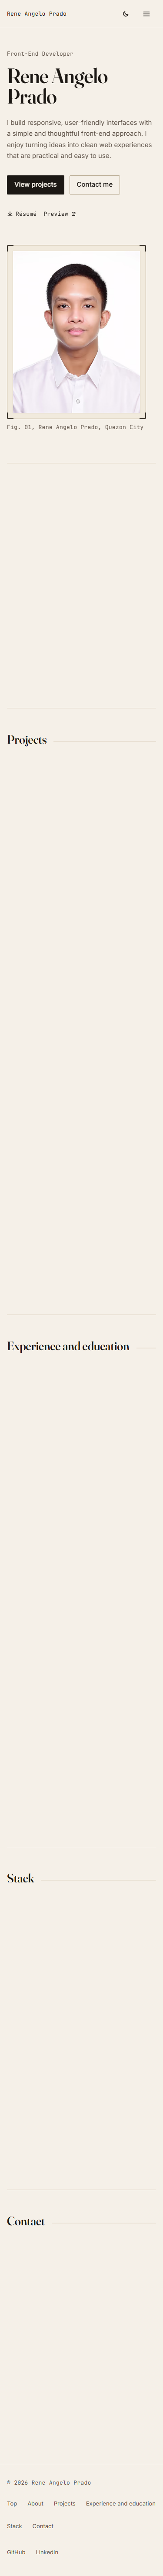 Rene Angelo Prado
Front-End Developer
Rene Angelo
Prado
I build responsive, user-friendly interfaces with
a simple and thoughtful front-end approach. I
enjoy turning ideas into clean web experiences
that are practical and easy to use.
View projects
Contact me
Résumé
Preview
Fig. 01, Rene Angelo Prado, Quezon City
Projects
Experience and education
Stack
Contact
© 2026 Rene Angelo Prado
Top About Projects Experience and education
Stack Contact
GitHub LinkedIn